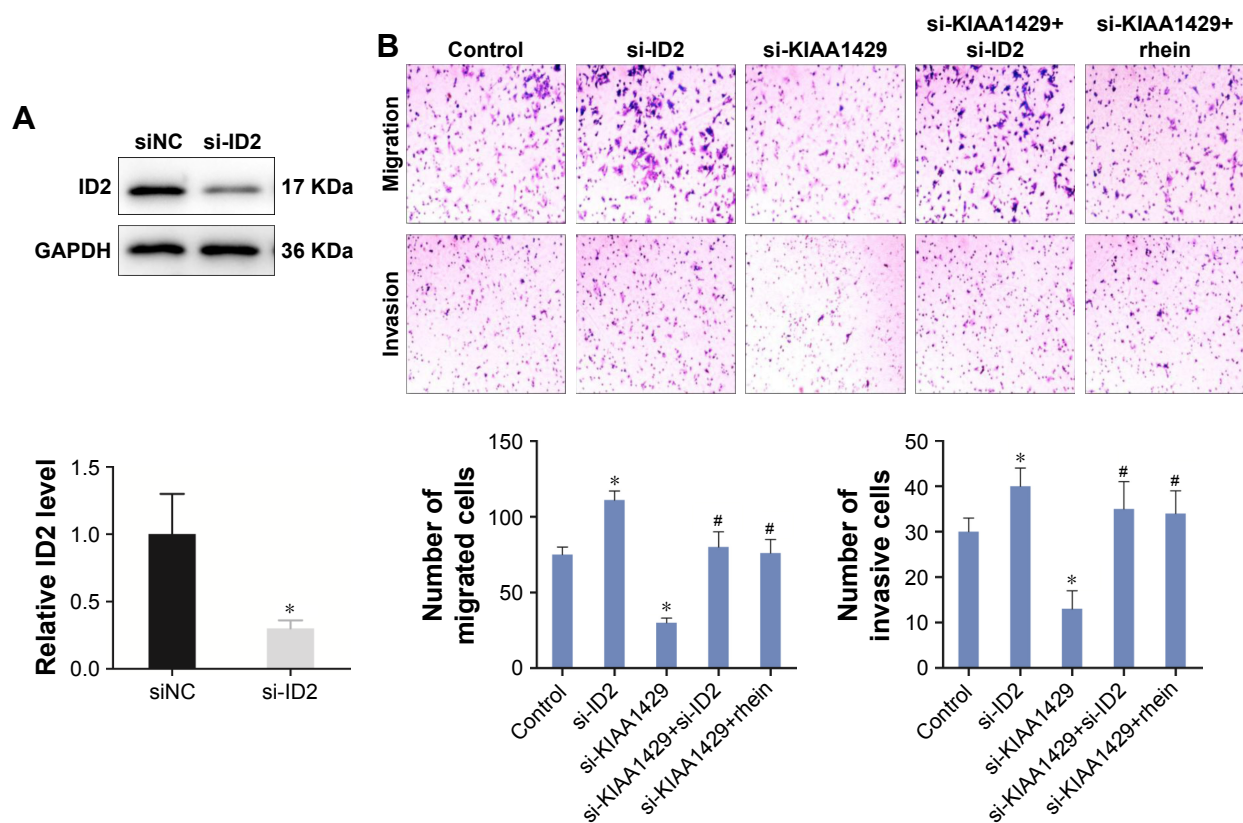 A
siNC si-ID2
ID2
17 KDa
GAPDH
36 KDa
Relative ID2 level
1.5
1.0
0.5
0.0
*
siNC
si-ID2
B
Control
si-ID2
si-KIAA1429
si-KIAA1429+
si-ID2
si-KIAA1429+
rhein
Migration
Invasion
Number of
migrated cells
150
100
50
0
*
*
#
#
Control
si-ID2
si-KIAA1429
si-KIAA1429+si-ID2
si-KIAA1429+rhein
Number of
invasive cells
50
40
30
20
10
0
*
*
#
#
Control
si-ID2
si-KIAA1429
si-KIAA1429+si-ID2
si-KIAA1429+rhein